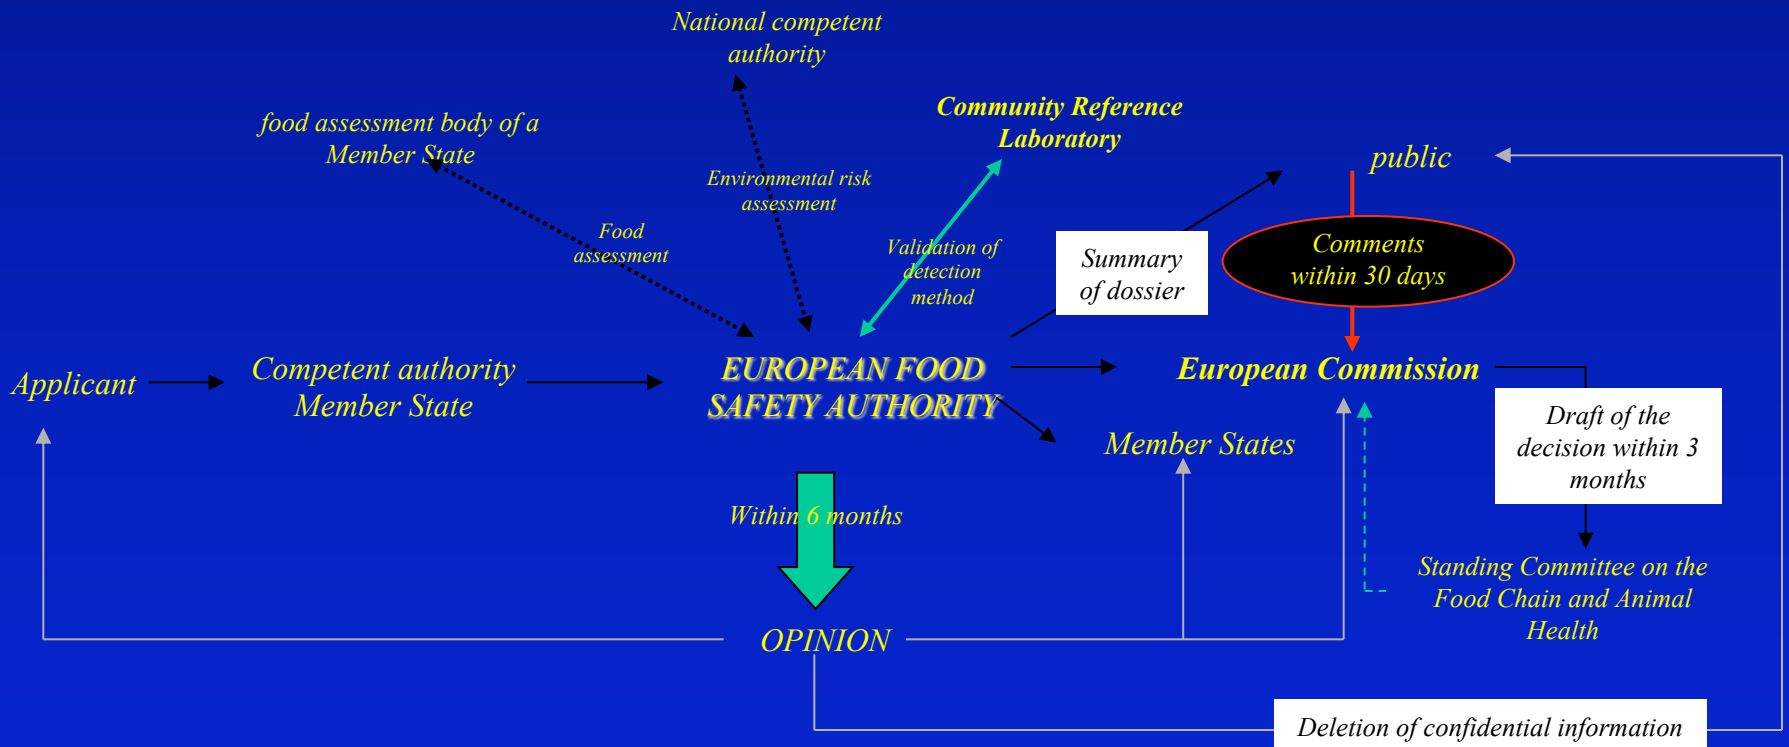 National competent
authority
food assessment body of a
Member State
Community Reference
Laboratory
public
Environmental risk
assessment
Food
assessment
Validation of
detection
method
Summary
of dossier
Comments
within 30 days
Applicant
Competent authority
Member State
EUROPEAN FOOD
SAFETY AUTHORITY
European Commission
Member States
Draft of the
decision within 3
months
Within 6 months
Standing Committee on the
Food Chain and Animal
Health
OPINION
Deletion of confidential information